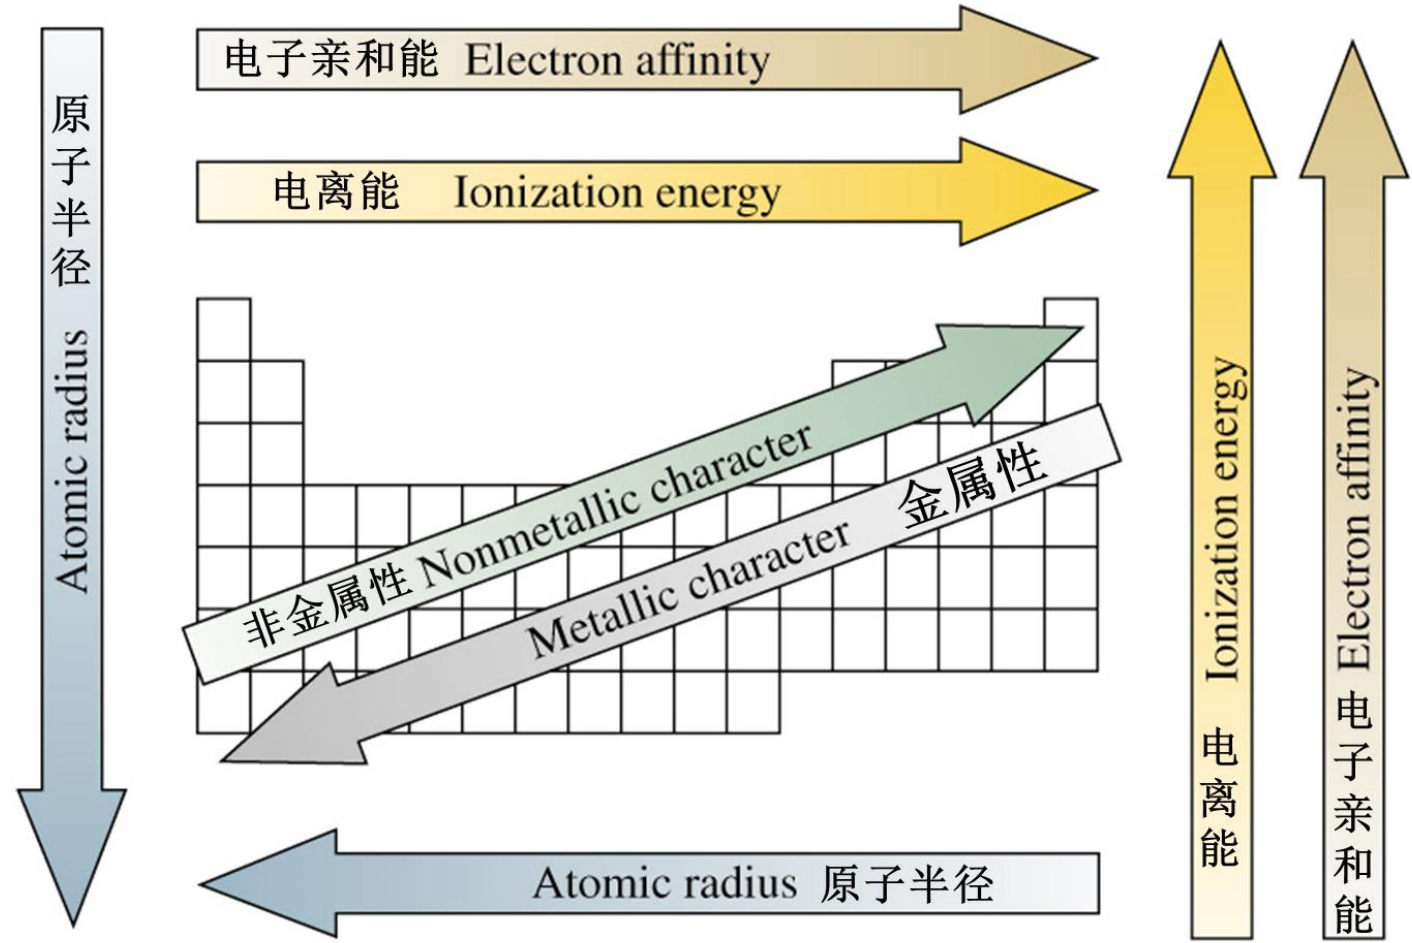 电子亲和能 Electron affinity
电离能 Ionization energy
原子半径 Atomic radius
非金属性 Nonmetallic character
Metallic character 金属性
Ionization energy 电离能
Electron affinity 电子亲和能
Atomic radius 原子半径